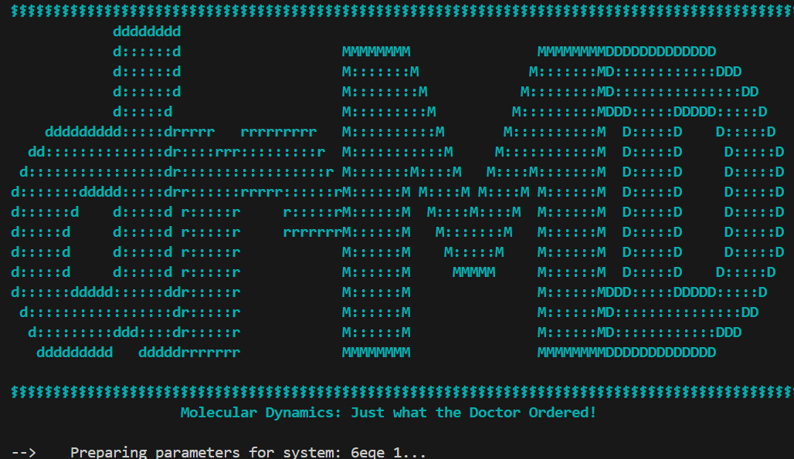 $$$$$$$$$$$$$$$$$$$$$$$$$$$$$$$$$$$$$$$$$$$$$$$$$$$$$$$$$$$$$$$$$$$$$$$$$$$$$$$$$$$$$$$$$$$$
            dddddddd
            d::::::d                   MMMMMMMM               MMMMMMMMDDDDDDDDDDDDD
            d::::::d                   M:::::::M             M:::::::MD::::::::::::DDD
            d::::::d                   M::::::::M           M::::::::MD:::::::::::::::DD
            d:::::d                    M:::::::::M         M:::::::::MDDD:::::DDDDD:::::D
    ddddddddd:::::drrrrr   rrrrrrrrr   M::::::::::M       M::::::::::M  D:::::D    D:::::D
  dd::::::::::::::dr::::rrr:::::::::r  M:::::::::::M     M:::::::::::M  D:::::D     D:::::D
 d::::::::::::::::dr:::::::::::::::::r M:::::::M::::M   M::::M:::::::M  D:::::D     D:::::D
d:::::::ddddd:::::drr::::::rrrrr::::::rM::::::M M::::M M::::M M::::::M  D:::::D     D:::::D
d::::::d    d:::::d r:::::r     r:::::rM::::::M  M::::M::::M  M::::::M  D:::::D     D:::::D
d:::::d     d:::::d r:::::r     rrrrrrrM::::::M   M:::::::M   M::::::M  D:::::D     D:::::D
d:::::d     d:::::d r:::::r            M::::::M    M:::::M    M::::::M  D:::::D     D:::::D
d:::::d     d:::::d r:::::r            M::::::M     MMMMM     M::::::M  D:::::D    D:::::D
d::::::ddddd::::::ddr:::::r            M::::::M               M::::::MDDD:::::DDDDD:::::D
 d:::::::::::::::::dr:::::r            M::::::M               M::::::MD:::::::::::::::DD
  d:::::::::ddd::::dr:::::r            M::::::M               M::::::MD::::::::::::DDD
   ddddddddd   dddddrrrrrrr            MMMMMMMM               MMMMMMMMDDDDDDDDDDDDD
$$$$$$$$$$$$$$$$$$$$$$$$$$$$$$$$$$$$$$$$$$$$$$$$$$$$$$$$$$$$$$$$$$$$$$$$$$$$$$$$$$$$$$$$$$$$
Molecular Dynamics: Just what the Doctor Ordered!
-->    Preparing parameters for system: 6eqe_1...